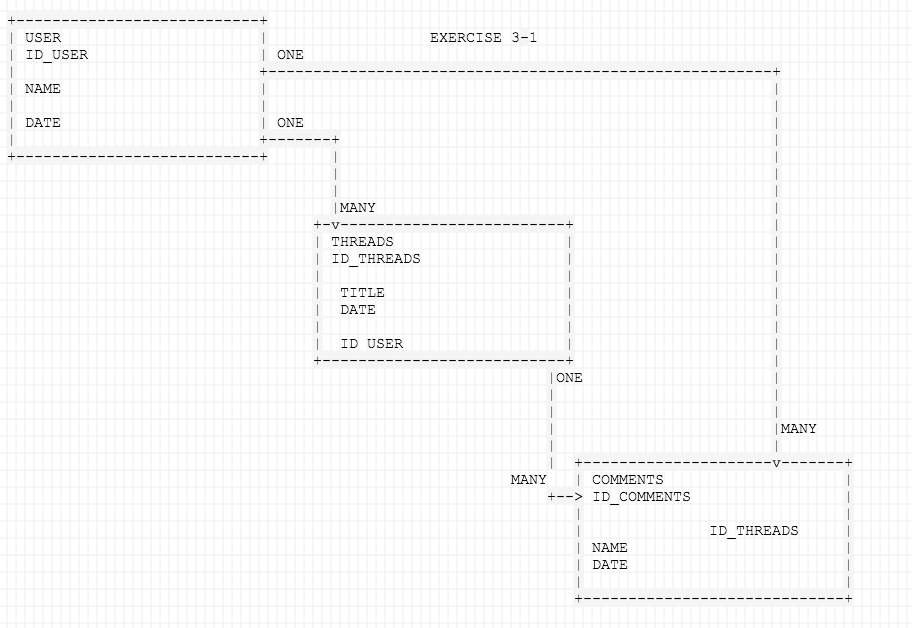 USER
EXERCISE 3-1
ID_USER
ONE
NAME
DATE
ONE
MANY
THREADS
ID_THREADS
TITLE
DATE
ID USER
ONE
MANY
MANY
COMMENTS
ID_COMMENTS
ID_THREADS
NAME
DATE